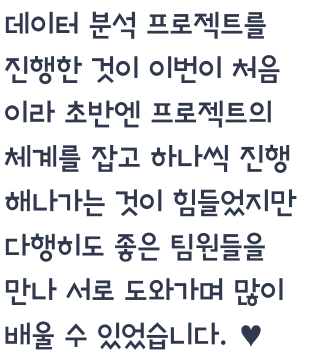 데이터 분석 프로젝트를
진행한 것이 이번이 처음
이라 초반엔 프로젝트의
체계를 잡고 하나씩 진행
해나가는 것이 힘들었지만
다행히도 좋은 팀원들을
만나 서로 도와가며 많이
배울 수 있었습니다. ♥